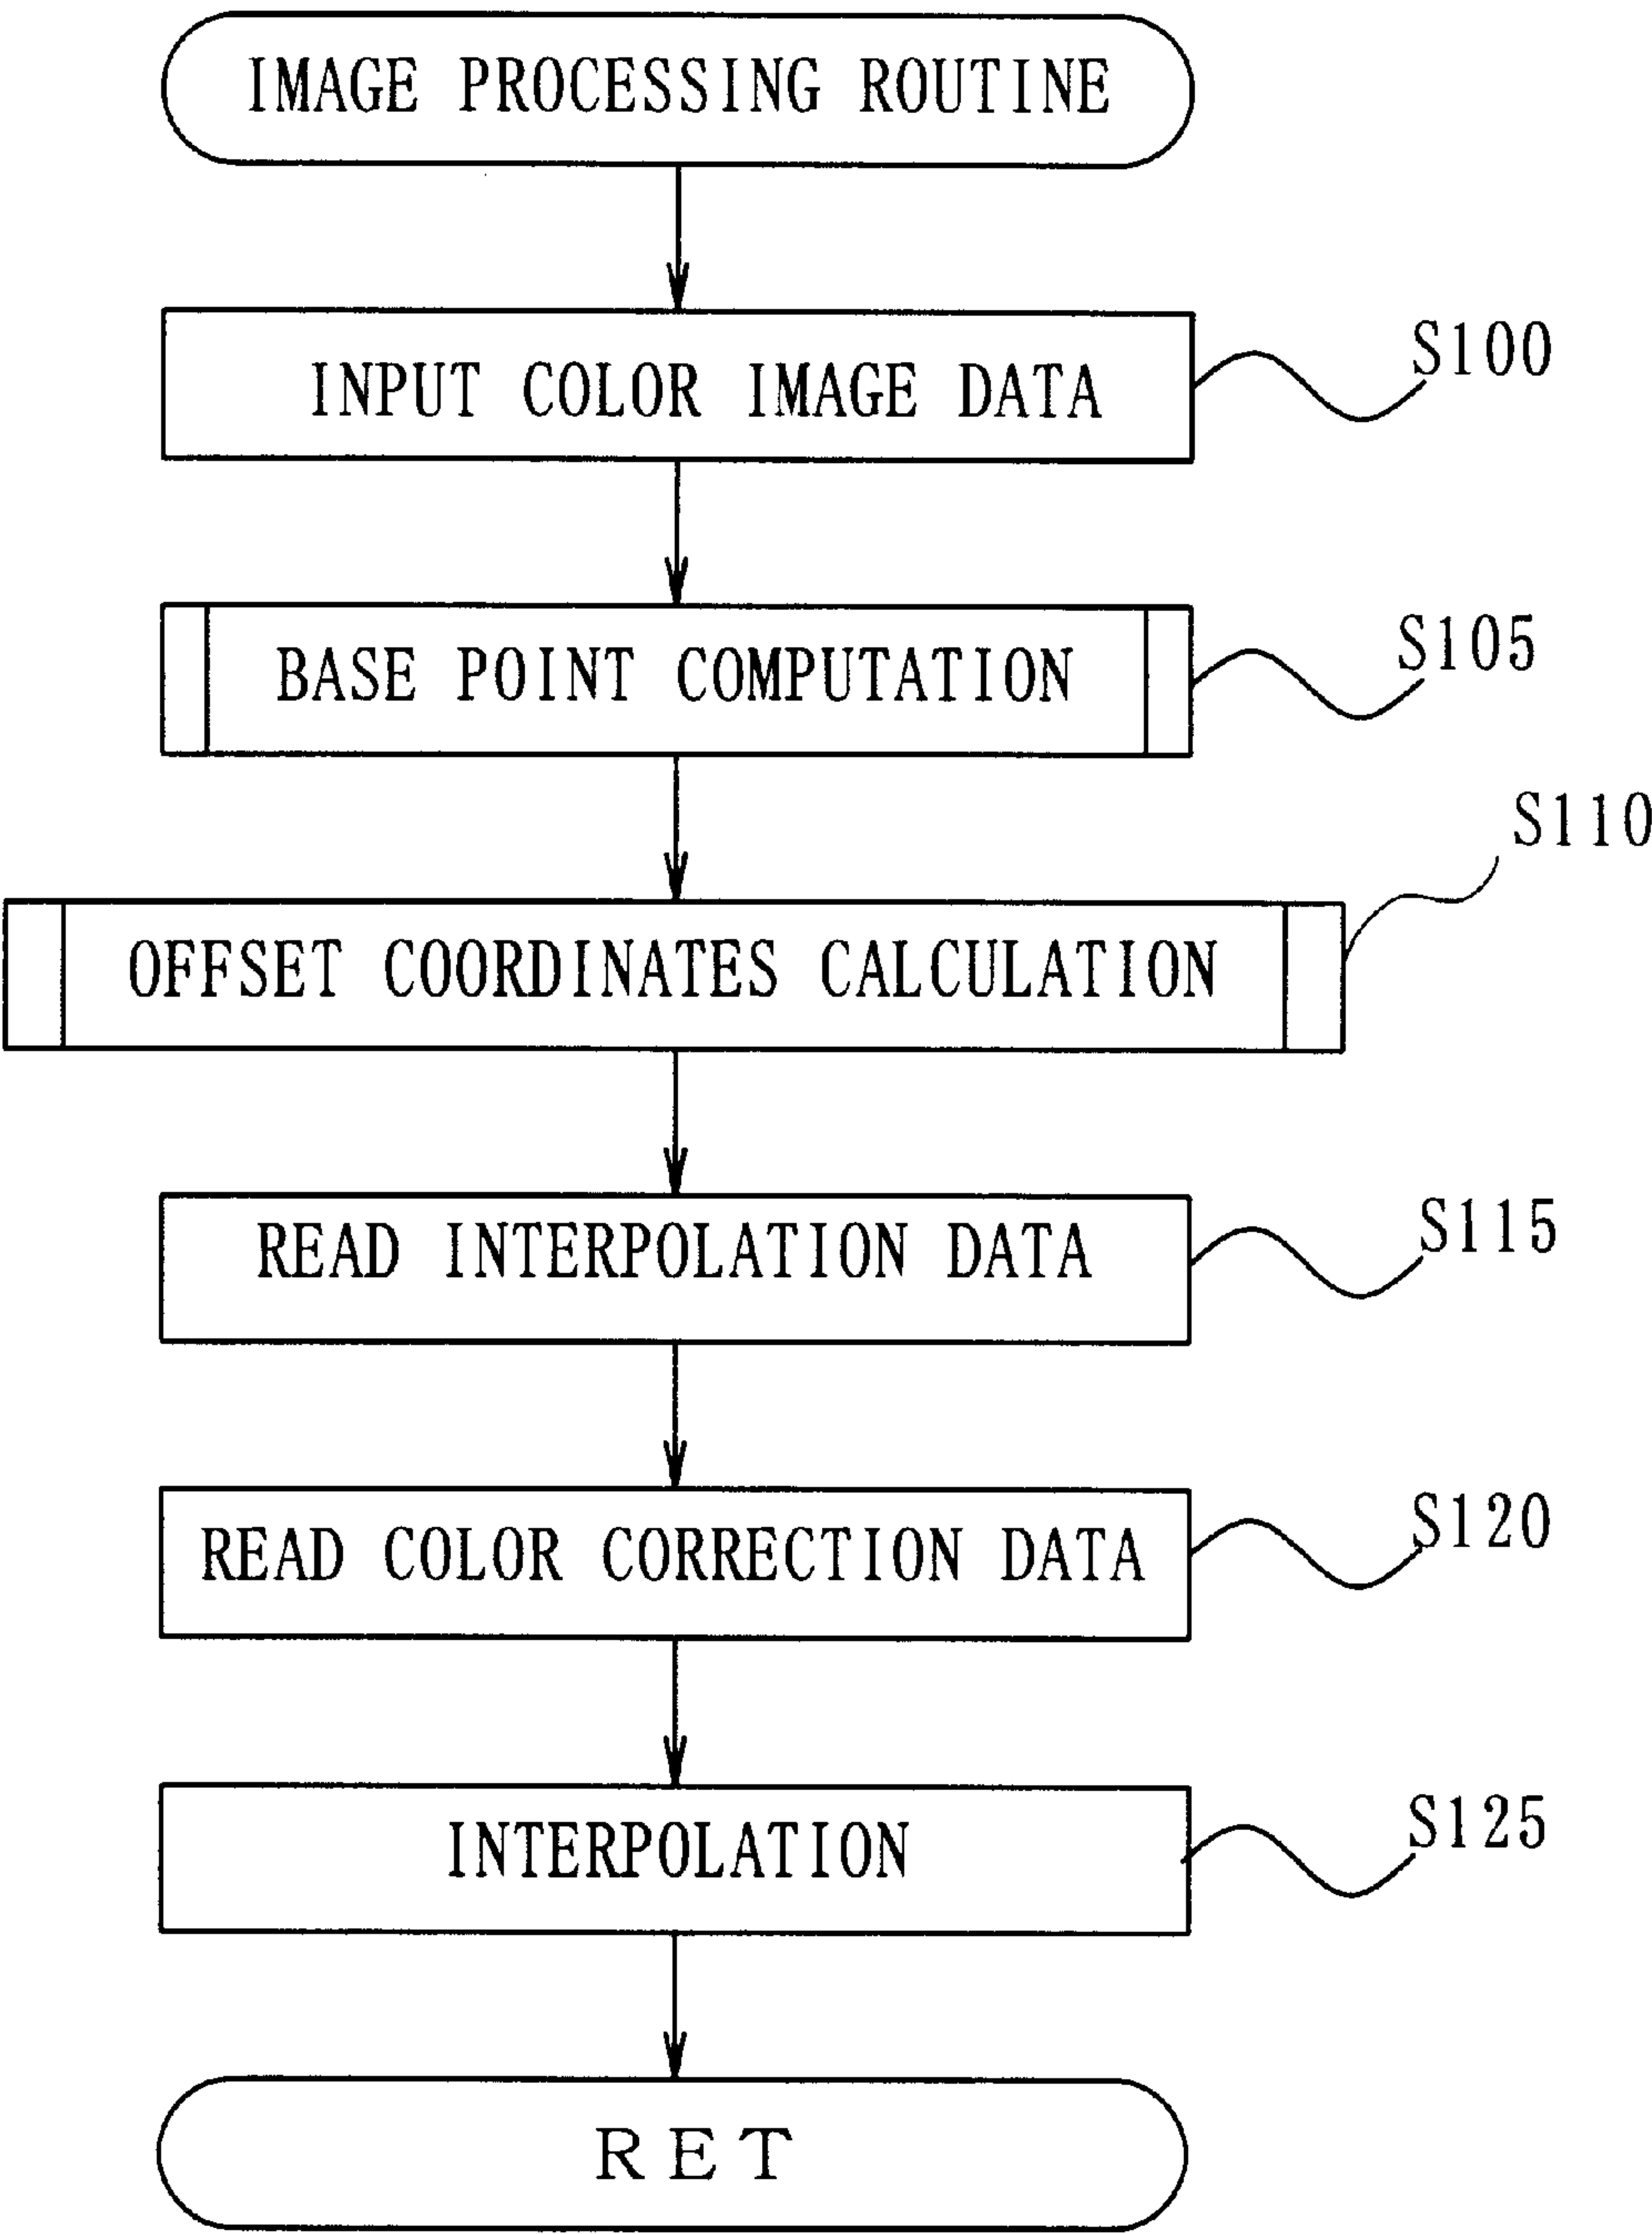 IMAGE PROCESSING ROUTINE
INPUT COLOR IMAGE DATA
S100
BASE POINT COMPUTATION
S105
S110
OFFSET COORDINATES CALCULATION
READ INTERPOLATION DATA
S115
READ COLOR CORRECTION DATA
S120
INTERPOLATION
S125
RET